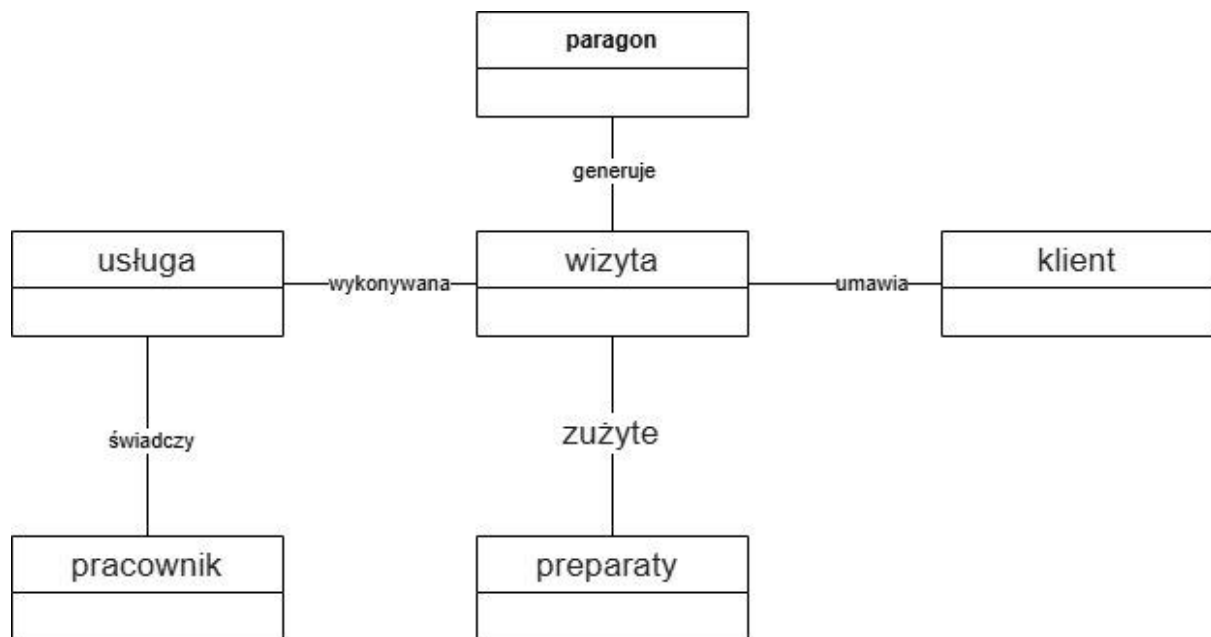 paragon
generuje
usługa
wykonywana
wizyta
umawia
klient
świadczy
zużyte
pracownik
preparaty